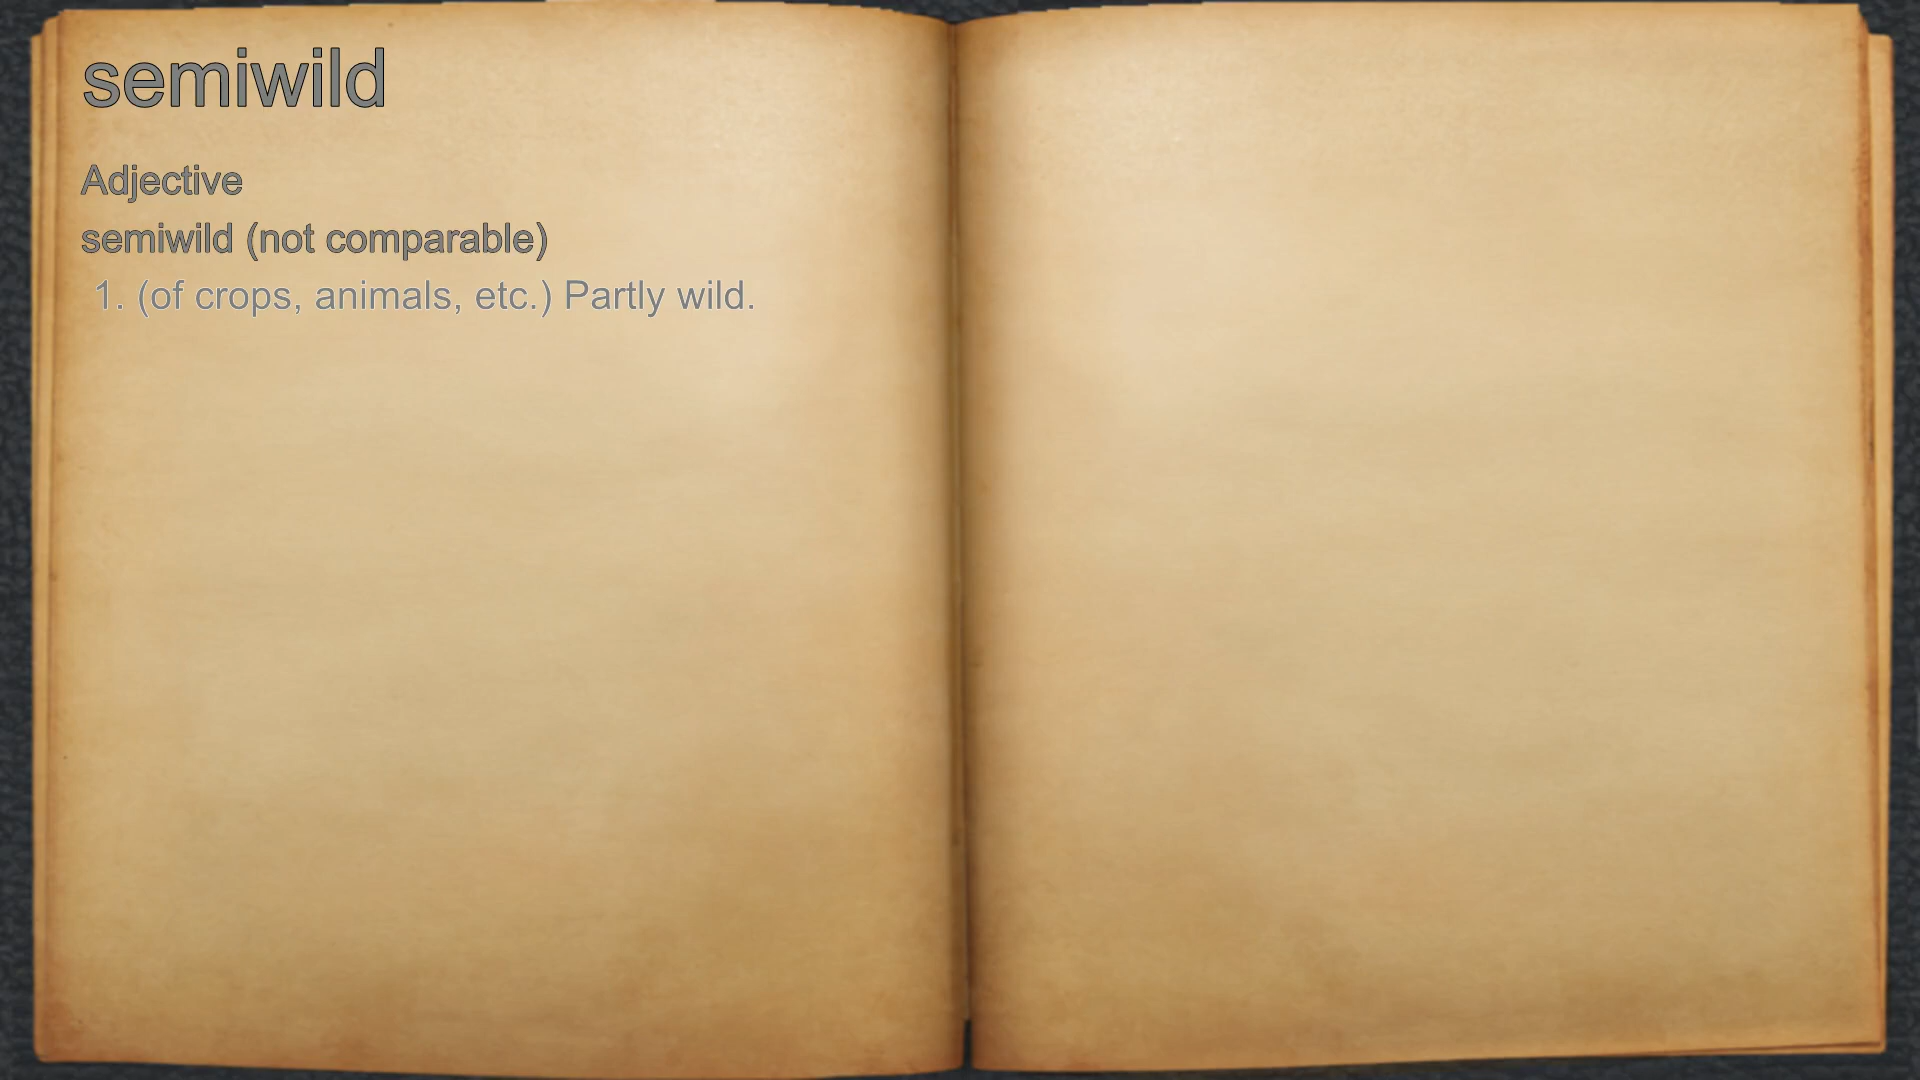 semiwild
Adjective
semiwild (not comparable)
1. (of crops, animals, etc.) Partly wild.